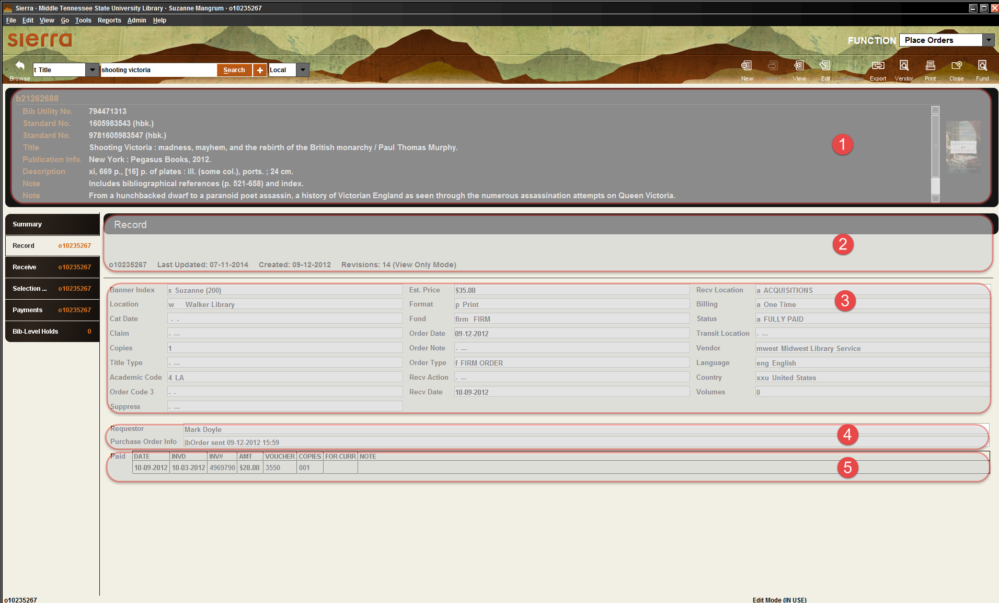 Sierra · Middle Tennessee State University Library · Suzanne Mangrum · o10235267
File Edit View Go Tools Reports Admin Help
sierra
FUNCTION Place Orders
Browse t Title shooting victoria Search + Local
New Insert View Edit Summary Export Vendor Print Close Fund
b21262688
Bib Utility No. 794471313
Standard No. 1605983543 (hbk.)
Standard No. 9781605983547 (hbk.)
Title Shooting Victoria : madness, mayhem, and the rebirth of the British monarchy / Paul Thomas Murphy.
Publication Info. New York : Pegasus Books, 2012.
Description xi, 669 p., [16] p. of plates : ill. (some col.), ports. ; 24 cm.
Note Includes bibliographical references (p. 521-658) and index.
Note From a hunchbacked dwarf to a paranoid poet assassin, a history of Victorian England as seen through the numerous assassination attempts on Queen Victoria.
1
SHOOTING
VICTORIA
Summary
Record o10235267
Receive o10235267
Selection ... o10235267
Payments o10235267
Bib-Level Holds 0
Record
2
o10235267 Last Updated: 07-11-2014 Created: 09-12-2012 Revisions: 14 (View Only Mode)
Banner Index s Suzanne (200) Est. Price $35.00 Recv Location a ACQUISITIONS
3
Location w Walker Library Format p Print Billing a One Time
Cat Date - - Fund firm FIRM Status a FULLY PAID
Claim - --- Order Date 09-12-2012 Transit Location - ---
Copies 1 Order Note - --- Vendor mwest Midwest Library Service
Title Type - --- Order Type f FIRM ORDER Language eng English
Academic Code 4 LA Recv Action - --- Country xxu United States
Order Code 3 - - Recv Date 10-09-2012 Volumes 0
Suppress - ---
Requestor Mark Doyle
4
Purchase Order Info |bOrder sent 09-12-2012 15:59
Paid DATE INVD INV# AMT VOUCHER COPIES FOR CURR NOTE
10-09-2012 10-03-2012 4969790 $28.00 3550 001
5
o10235267 Edit Mode (IN USE)